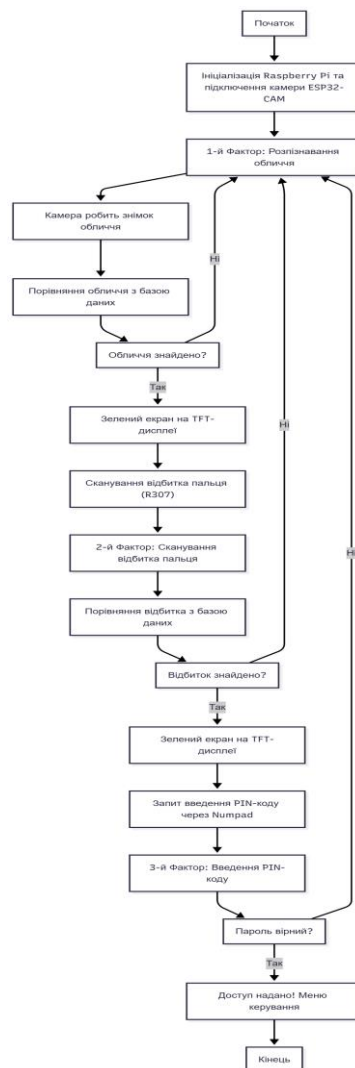 Початок
Ініціалізація Raspberry Pi та
підключення камери ESP32-
CAM
1-й Фактор: Розпізнавання
обличчя
Камера робить знімок
обличчя
Ні
Порівняння обличчя з базою
даних
Обличчя знайдено?
Так
Зелений екран на TFT-
дисплеї
Ні
Сканування відбитка пальця
(R307)
2-й Фактор: Сканування
відбитка пальця
Ні
Порівняння відбитка з базою
даних
Відбиток знайдено?
Так
Зелений екран на TFT-
дисплеї
Запит введення PIN-коду
через Numpad
3-й Фактор: Введення PIN-
коду
Пароль вірний?
Так
Доступ надано! Меню
керування
Кінець